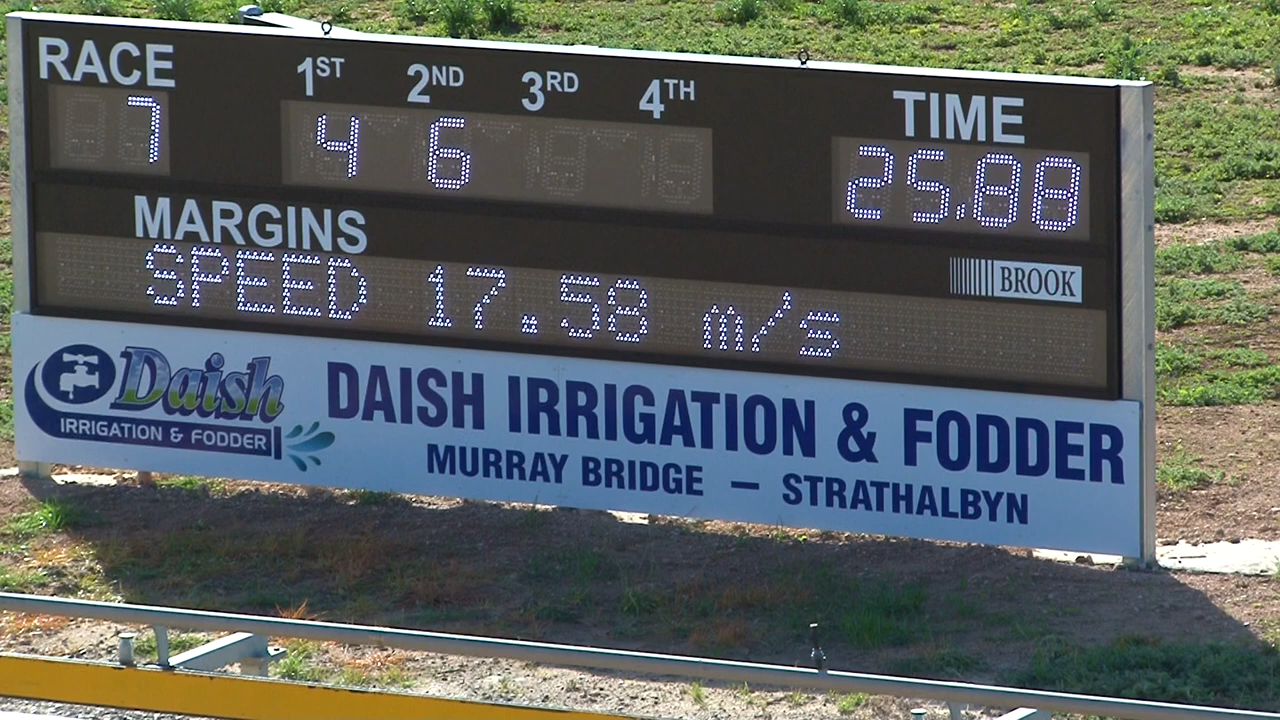 RACE 1ST 2ND 3RD 4TH TIME
7 4 6 25.88
MARGINS
SPEED 17.58 m/s
BROOK
Daish
IRRIGATION & FODDER
DAISH IRRIGATION & FODDER
MURRAY BRIDGE — STRATHALBYN